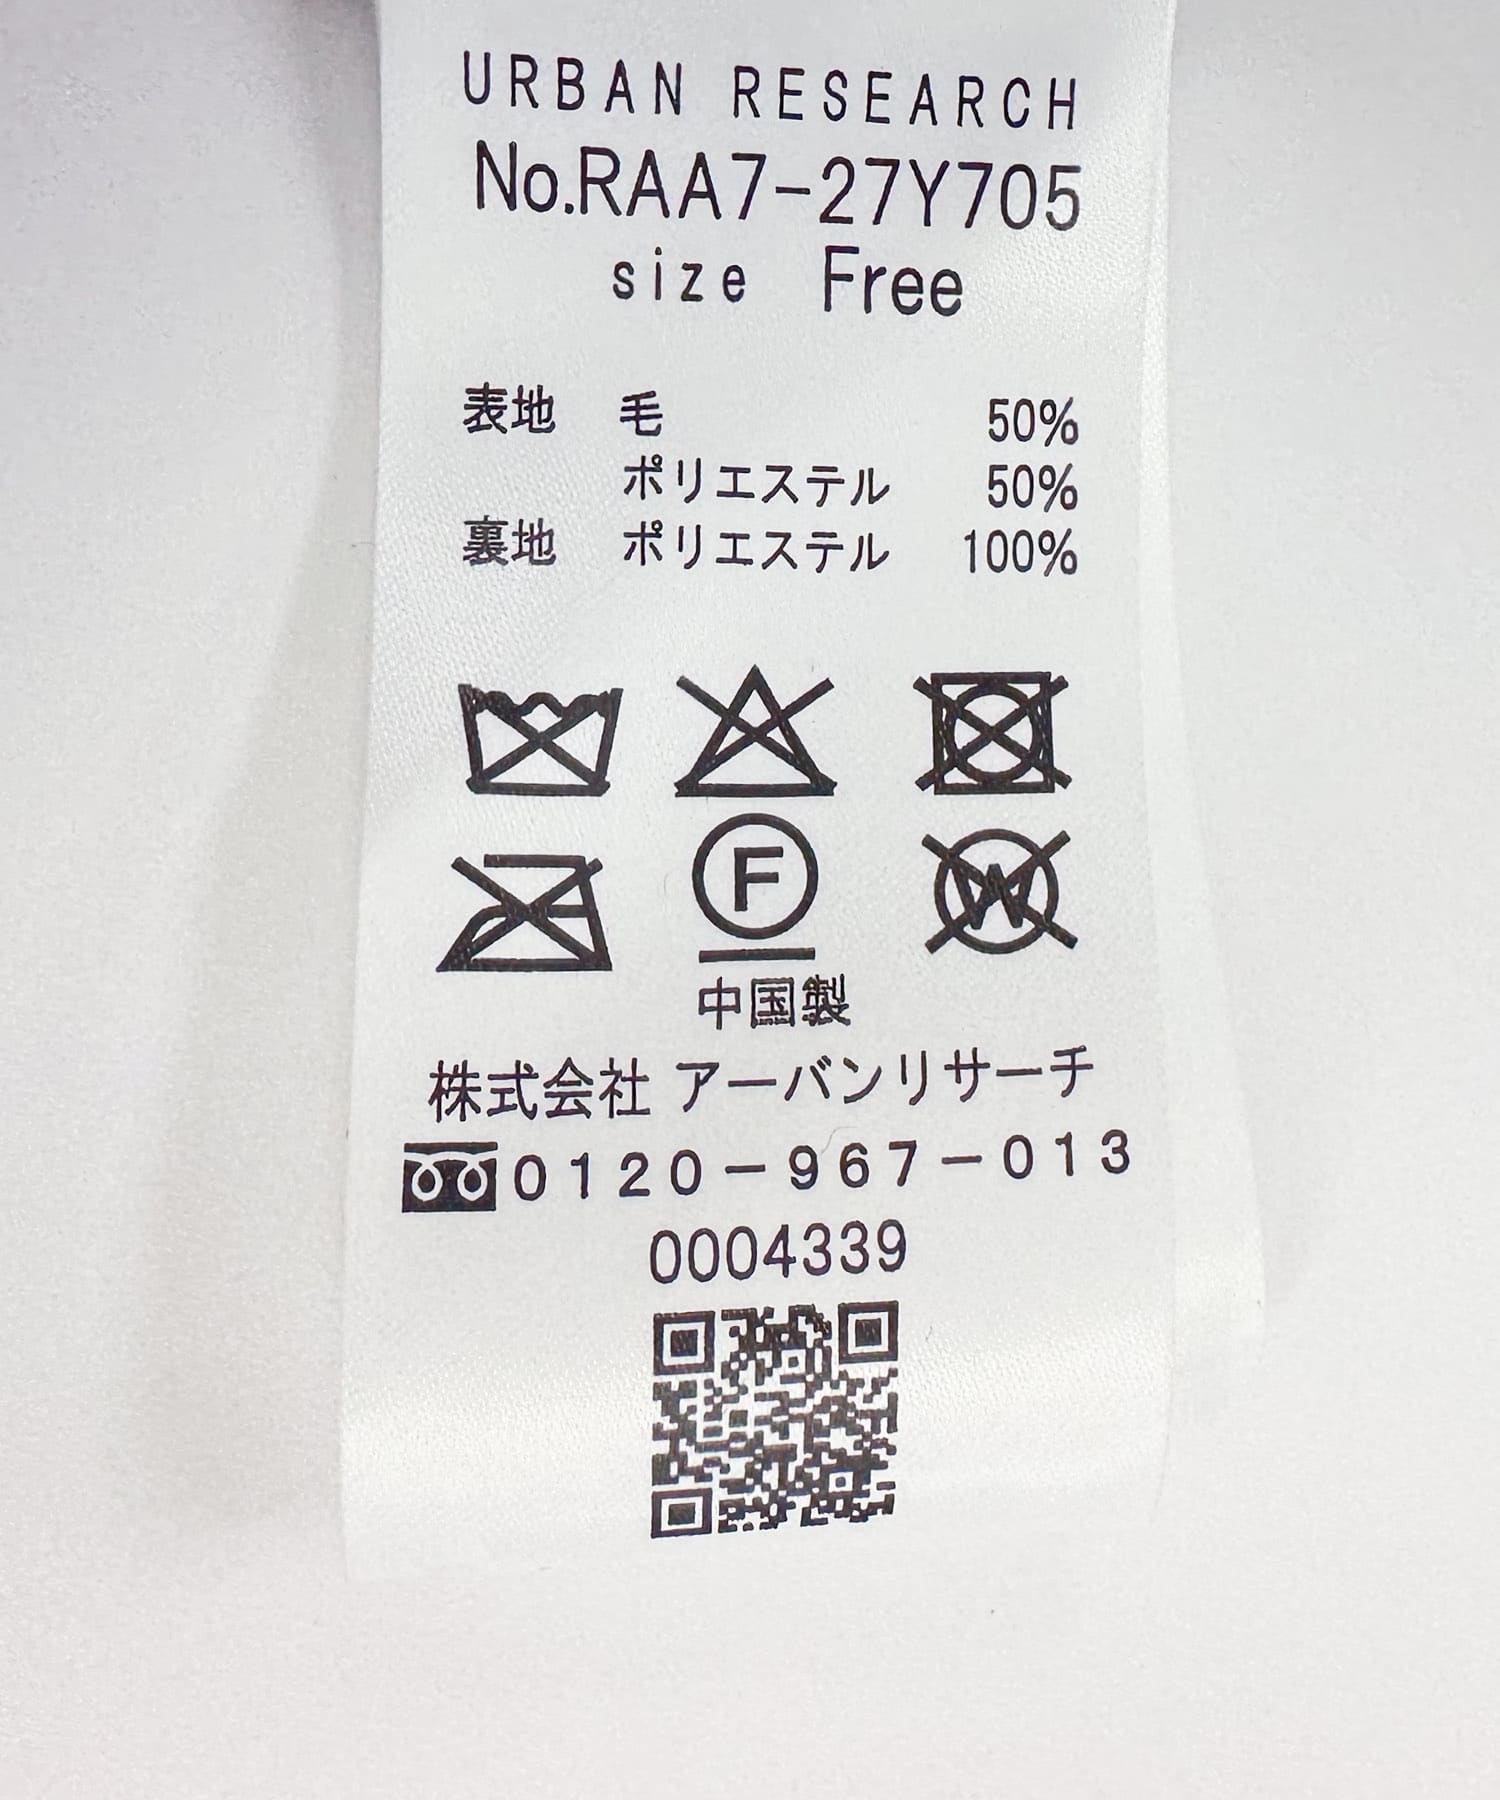 URBAN RESEARCH
No.RAA7-27Y705
size Free
表地 毛 50%
ポリエステル 50%
裏地 ポリエステル 100%
F W
中国製
株式会社 アーバンリサーチ
0120-967-013
0004339